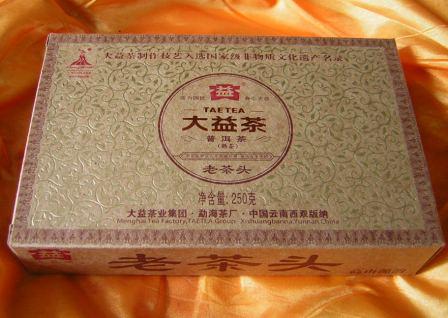 大益茶制作技艺入选国家级非物质文化遗产名录
益
TAETEA
大益茶
普洱茶
(熟茶)
老茶头
净含量:250克
大益茶业集团·勐海茶厂·中国云南西双版纳
Menghai Tea Factory,TAETEA Group Xishuangbanna,Yunnan,China
益
老茶头